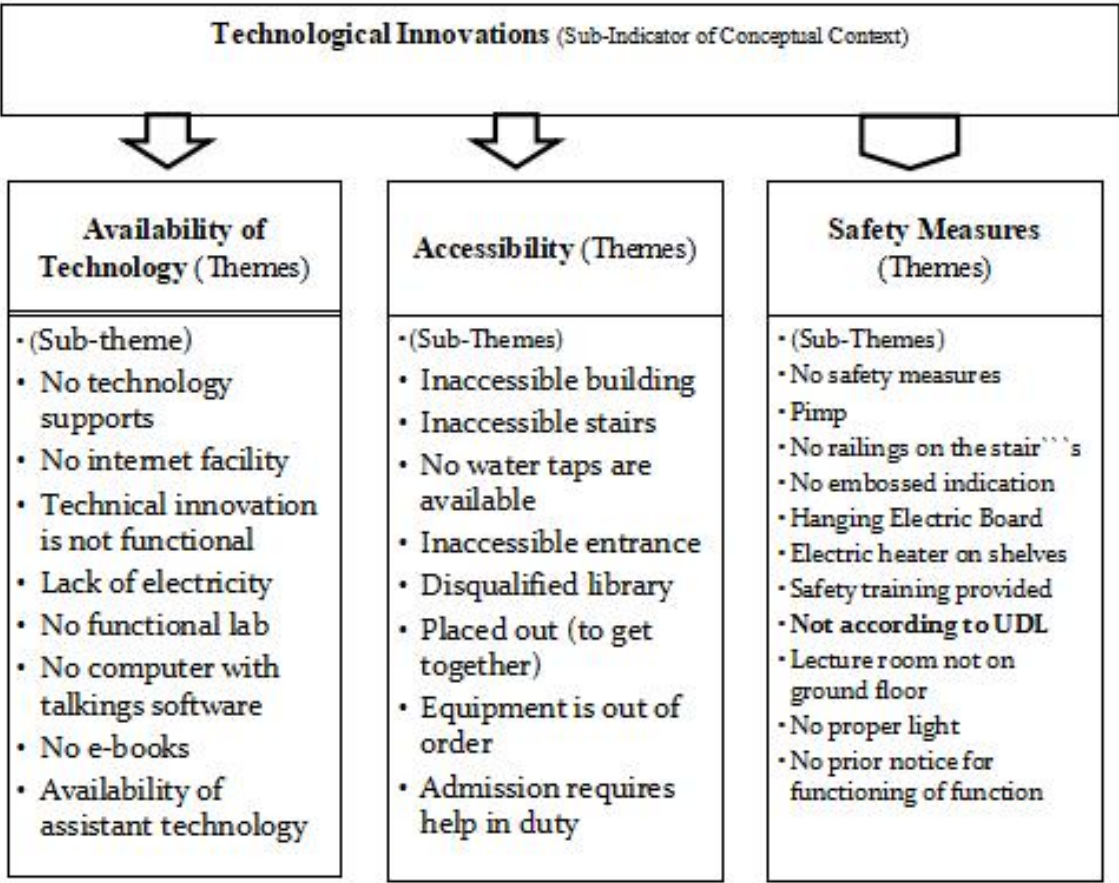 Technological Innovations (Sub-Indicator of Conceptual Context)
Availability of
Technology (Themes)
• (Sub-theme)
• No technology
supports
• No internet facility
• Technical innovation
is not functional
• Lack of electricity
• No functional lab
• No computer with
talkings software
• No e-books
• Availability of
assistant technology
Accessibility (Themes)
• (Sub-Themes)
• Inaccessible building
• Inaccessible stairs
• No water taps are
available
• Inaccessible entrance
• Disqualified library
• Placed out (to get
together)
• Equipment is out of
order
• Admission requires
help in duty
Safety Measures
(Themes)
• (Sub-Themes)
• No safety measures
• Pimp
• No railings on the stair```s
• No embossed indication
• Hanging Electric Board
• Electric heater on shelves
• Safety training provided
• Not according to UDL
• Lecture room not on
ground floor
• No proper light
• No prior notice for
functioning of function